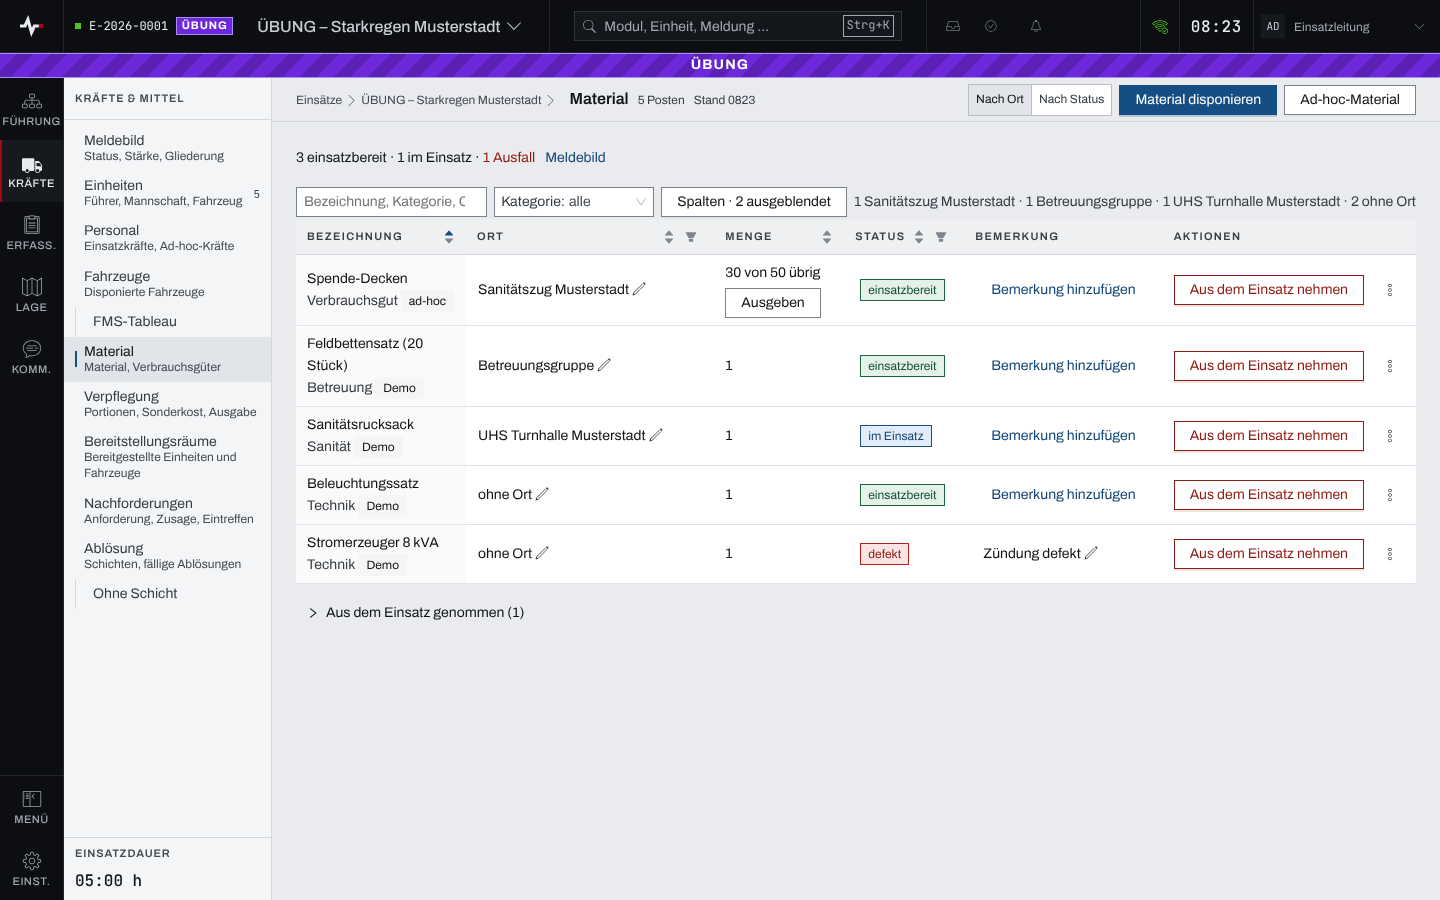 E-2026-0001 ÜBUNG ÜBUNG – Starkregen Musterstadt Modul, Einheit, Meldung ... Strg+K 08:23 AD Einsatzleitung
ÜBUNG
FÜHRUNG
KRÄFTE
ERFASS.
LAGE
KOMM.
MENÜ
EINST.
KRÄFTE & MITTEL
Meldebild
Status, Stärke, Gliederung
Einheiten
Führer, Mannschaft, Fahrzeug 5
Personal
Einsatzkräfte, Ad-hoc-Kräfte
Fahrzeuge
Disponierte Fahrzeuge
FMS-Tableau
Material
Material, Verbrauchsgüter
Verpflegung
Portionen, Sonderkost, Ausgabe
Bereitstellungsräume
Bereitgestellte Einheiten und
Fahrzeuge
Nachforderungen
Anforderung, Zusage, Eintreffen
Ablösung
Schichten, fällige Ablösungen
Ohne Schicht
EINSATZDAUER
05:00 h
Einsätze ÜBUNG – Starkregen Musterstadt Material 5 Posten Stand 0823 Nach Ort Nach Status Material disponieren Ad-hoc-Material
3 einsatzbereit · 1 im Einsatz · 1 Ausfall Meldebild
Bezeichnung, Kategorie, Kategorie: alle Spalten · 2 ausgeblendet 1 Sanitätszug Musterstadt · 1 Betreuungsgruppe · 1 UHS Turnhalle Musterstadt · 2 ohne Ort
BEZEICHNUNG ORT MENGE STATUS BEMERKUNG AKTIONEN
Spende-Decken
Verbrauchsgut ad-hoc
Sanitätszug Musterstadt
30 von 50 übrig
Ausgeben
einsatzbereit Bemerkung hinzufügen Aus dem Einsatz nehmen
Feldbettensatz (20
Stück)
Betreuung Demo
Betreuungsgruppe 1 einsatzbereit Bemerkung hinzufügen Aus dem Einsatz nehmen
Sanitätsrucksack
Sanität Demo
UHS Turnhalle Musterstadt 1 im Einsatz Bemerkung hinzufügen Aus dem Einsatz nehmen
Beleuchtungssatz
Technik Demo
ohne Ort 1 einsatzbereit Bemerkung hinzufügen Aus dem Einsatz nehmen
Stromerzeuger 8 kVA
Technik Demo
ohne Ort 1 defekt Zündung defekt Aus dem Einsatz nehmen
Aus dem Einsatz genommen (1)